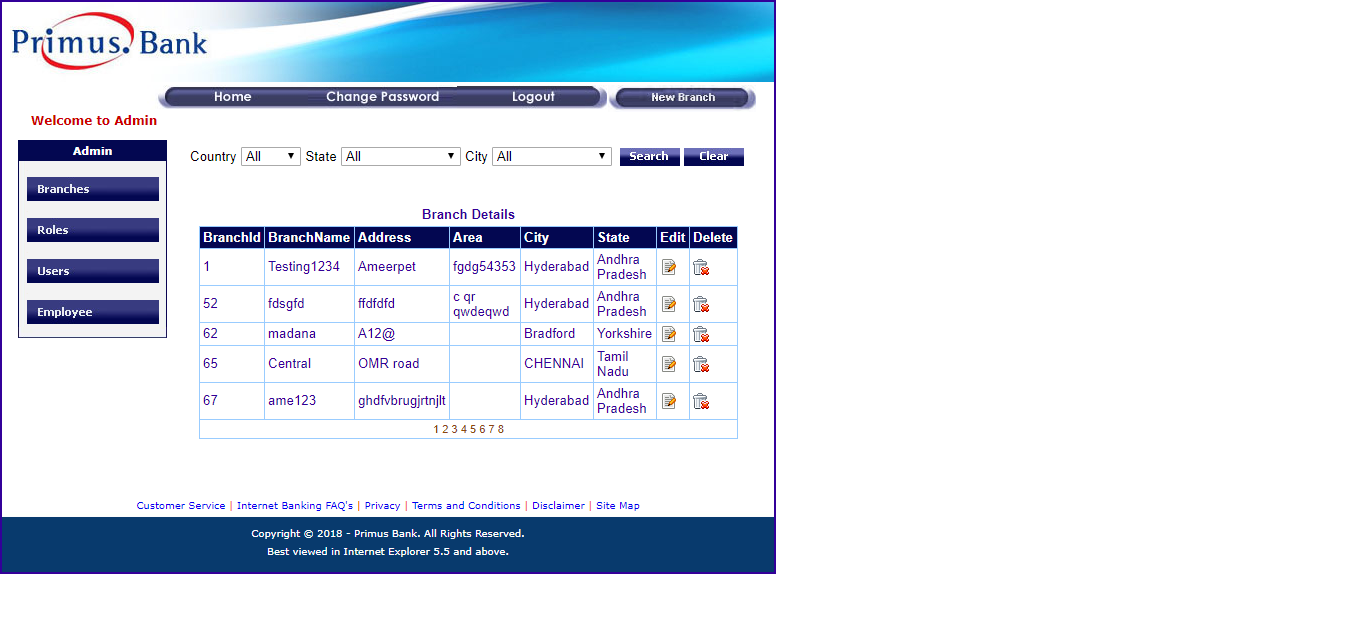 Primus. Bank
Home Change Password Logout New Branch
Welcome to Admin
Admin
Branches
Roles
Users
Employee
Country All State All City All Search Clear
Branch Details
BranchId BranchName Address Area City State Edit Delete
1 Testing1234 Ameerpet fgdg54353 Hyderabad Andhra
Pradesh
52 fdsgfd ffdfdfd c qr Hyderabad Andhra
qwdeqwd Pradesh
62 madana A12@ Bradford Yorkshire
65 Central OMR road CHENNAI Tamil
Nadu
67 ame123 ghdfvbrugjrtnjlt Hyderabad Andhra
Pradesh
1 2 3 4 5 6 7 8
Customer Service | Internet Banking FAQ's | Privacy | Terms and Conditions | Disclaimer | Site Map
Copyright © 2018 - Primus Bank. All Rights Reserved.
Best viewed in Internet Explorer 5.5 and above.